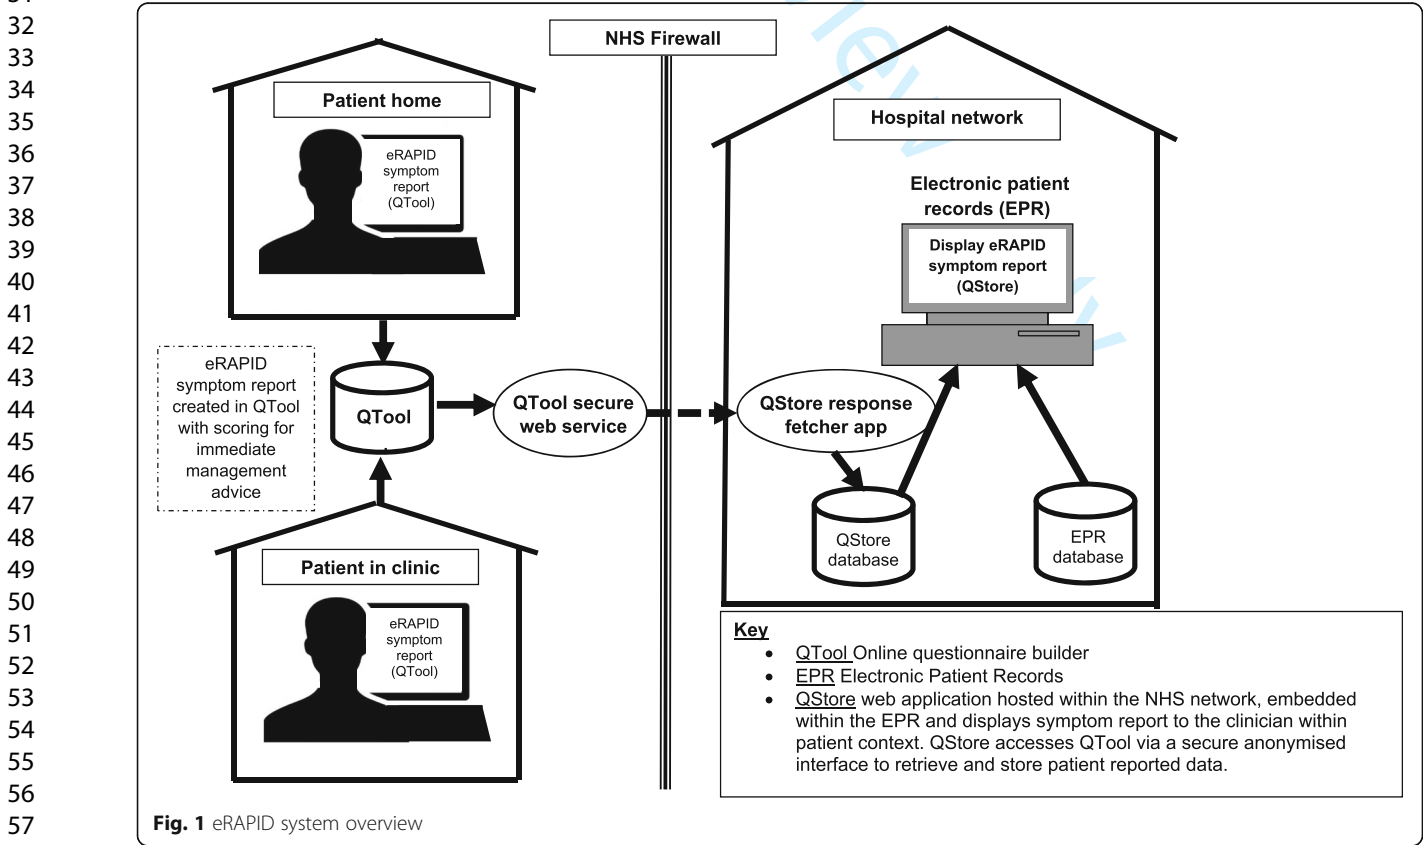 32
33
34
35
36
37
38
39
40
41
42
43
44
45
46
47
48
49
50
51
52
53
54
55
56
57
NHS Firewall
Patient home
eRAPID
symptom
report
(QTool)
Hospital network
Electronic patient
records (EPR)
Display eRAPID
symptom report
(QStore)
eRAPID
symptom report
created in QTool
with scoring for
immediate
management
advice
QTool
QTool secure
web service
QStore response
fetcher app
QStore
database
EPR
database
Patient in clinic
eRAPID
symptom
report
(QTool)
Key
• QTool Online questionnaire builder
• EPR Electronic Patient Records
• QStore web application hosted within the NHS network, embedded
within the EPR and displays symptom report to the clinician within
patient context. QStore accesses QTool via a secure anonymised
interface to retrieve and store patient reported data.
Fig. 1 eRAPID system overview